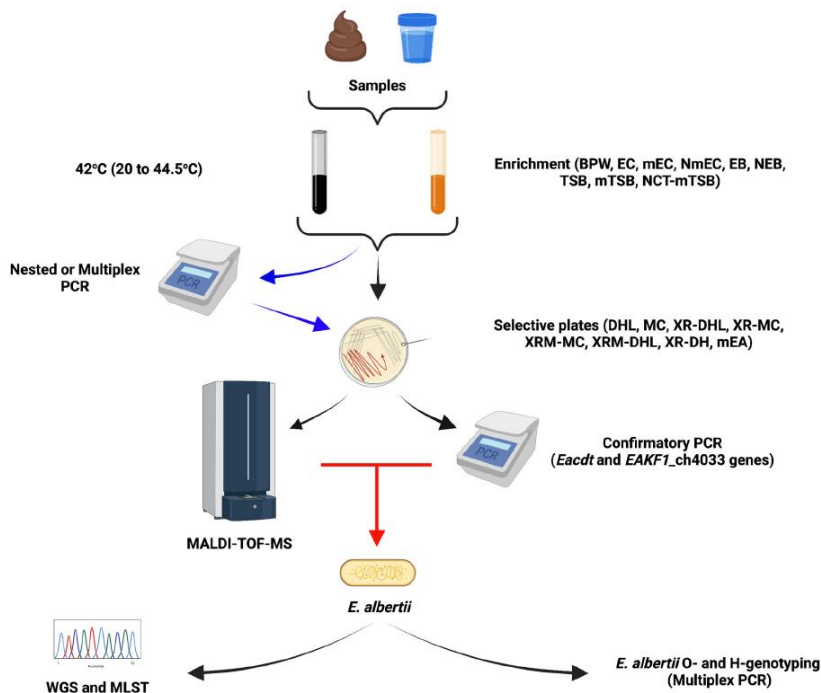 Samples
42ºC (20 to 44.5ºC)
Enrichment (BPW, EC, mEC, NmEC, EB, NEB,
TSB, mTSB, NCT-mTSB)
Nested or Multiplex
PCR
PCR
Selective plates (DHL, MC, XR-DHL, XR-MC,
XRM-MC, XRM-DHL, XR-DH, mEA)
PCR
Confirmatory PCR
(Eacdt and EAKF1_ch4033 genes)
MALDI-TOF-MS
E. albertii
WGS and MLST
E. albertii O- and H-genotyping
(Multiplex PCR)